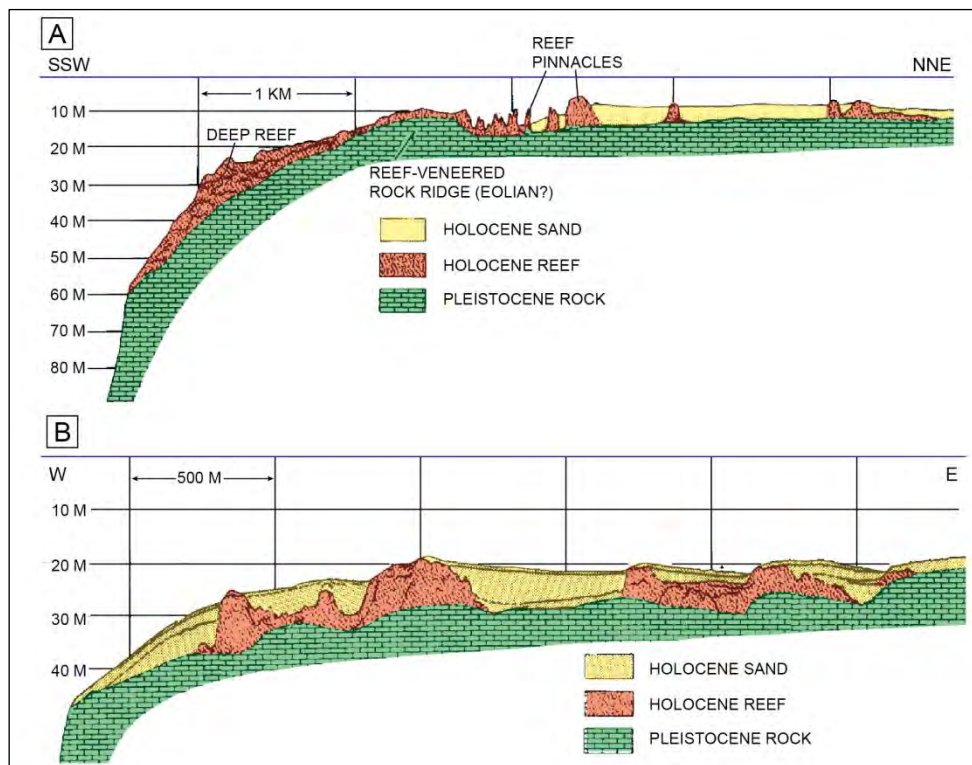 A
SSW
REEF
PINNACLES
NNE
1 KM
10 M
DEEP REEF
20 M
REEF-VENEERED
ROCK RIDGE (EOLIAN?)
30 M
HOLOCENE SAND
40 M
HOLOCENE REEF
50 M
PLEISTOCENE ROCK
60 M
70 M
80 M
B
W
E
500 M
10 M
20 M
30 M
40 M
HOLOCENE SAND
HOLOCENE REEF
PLEISTOCENE ROCK